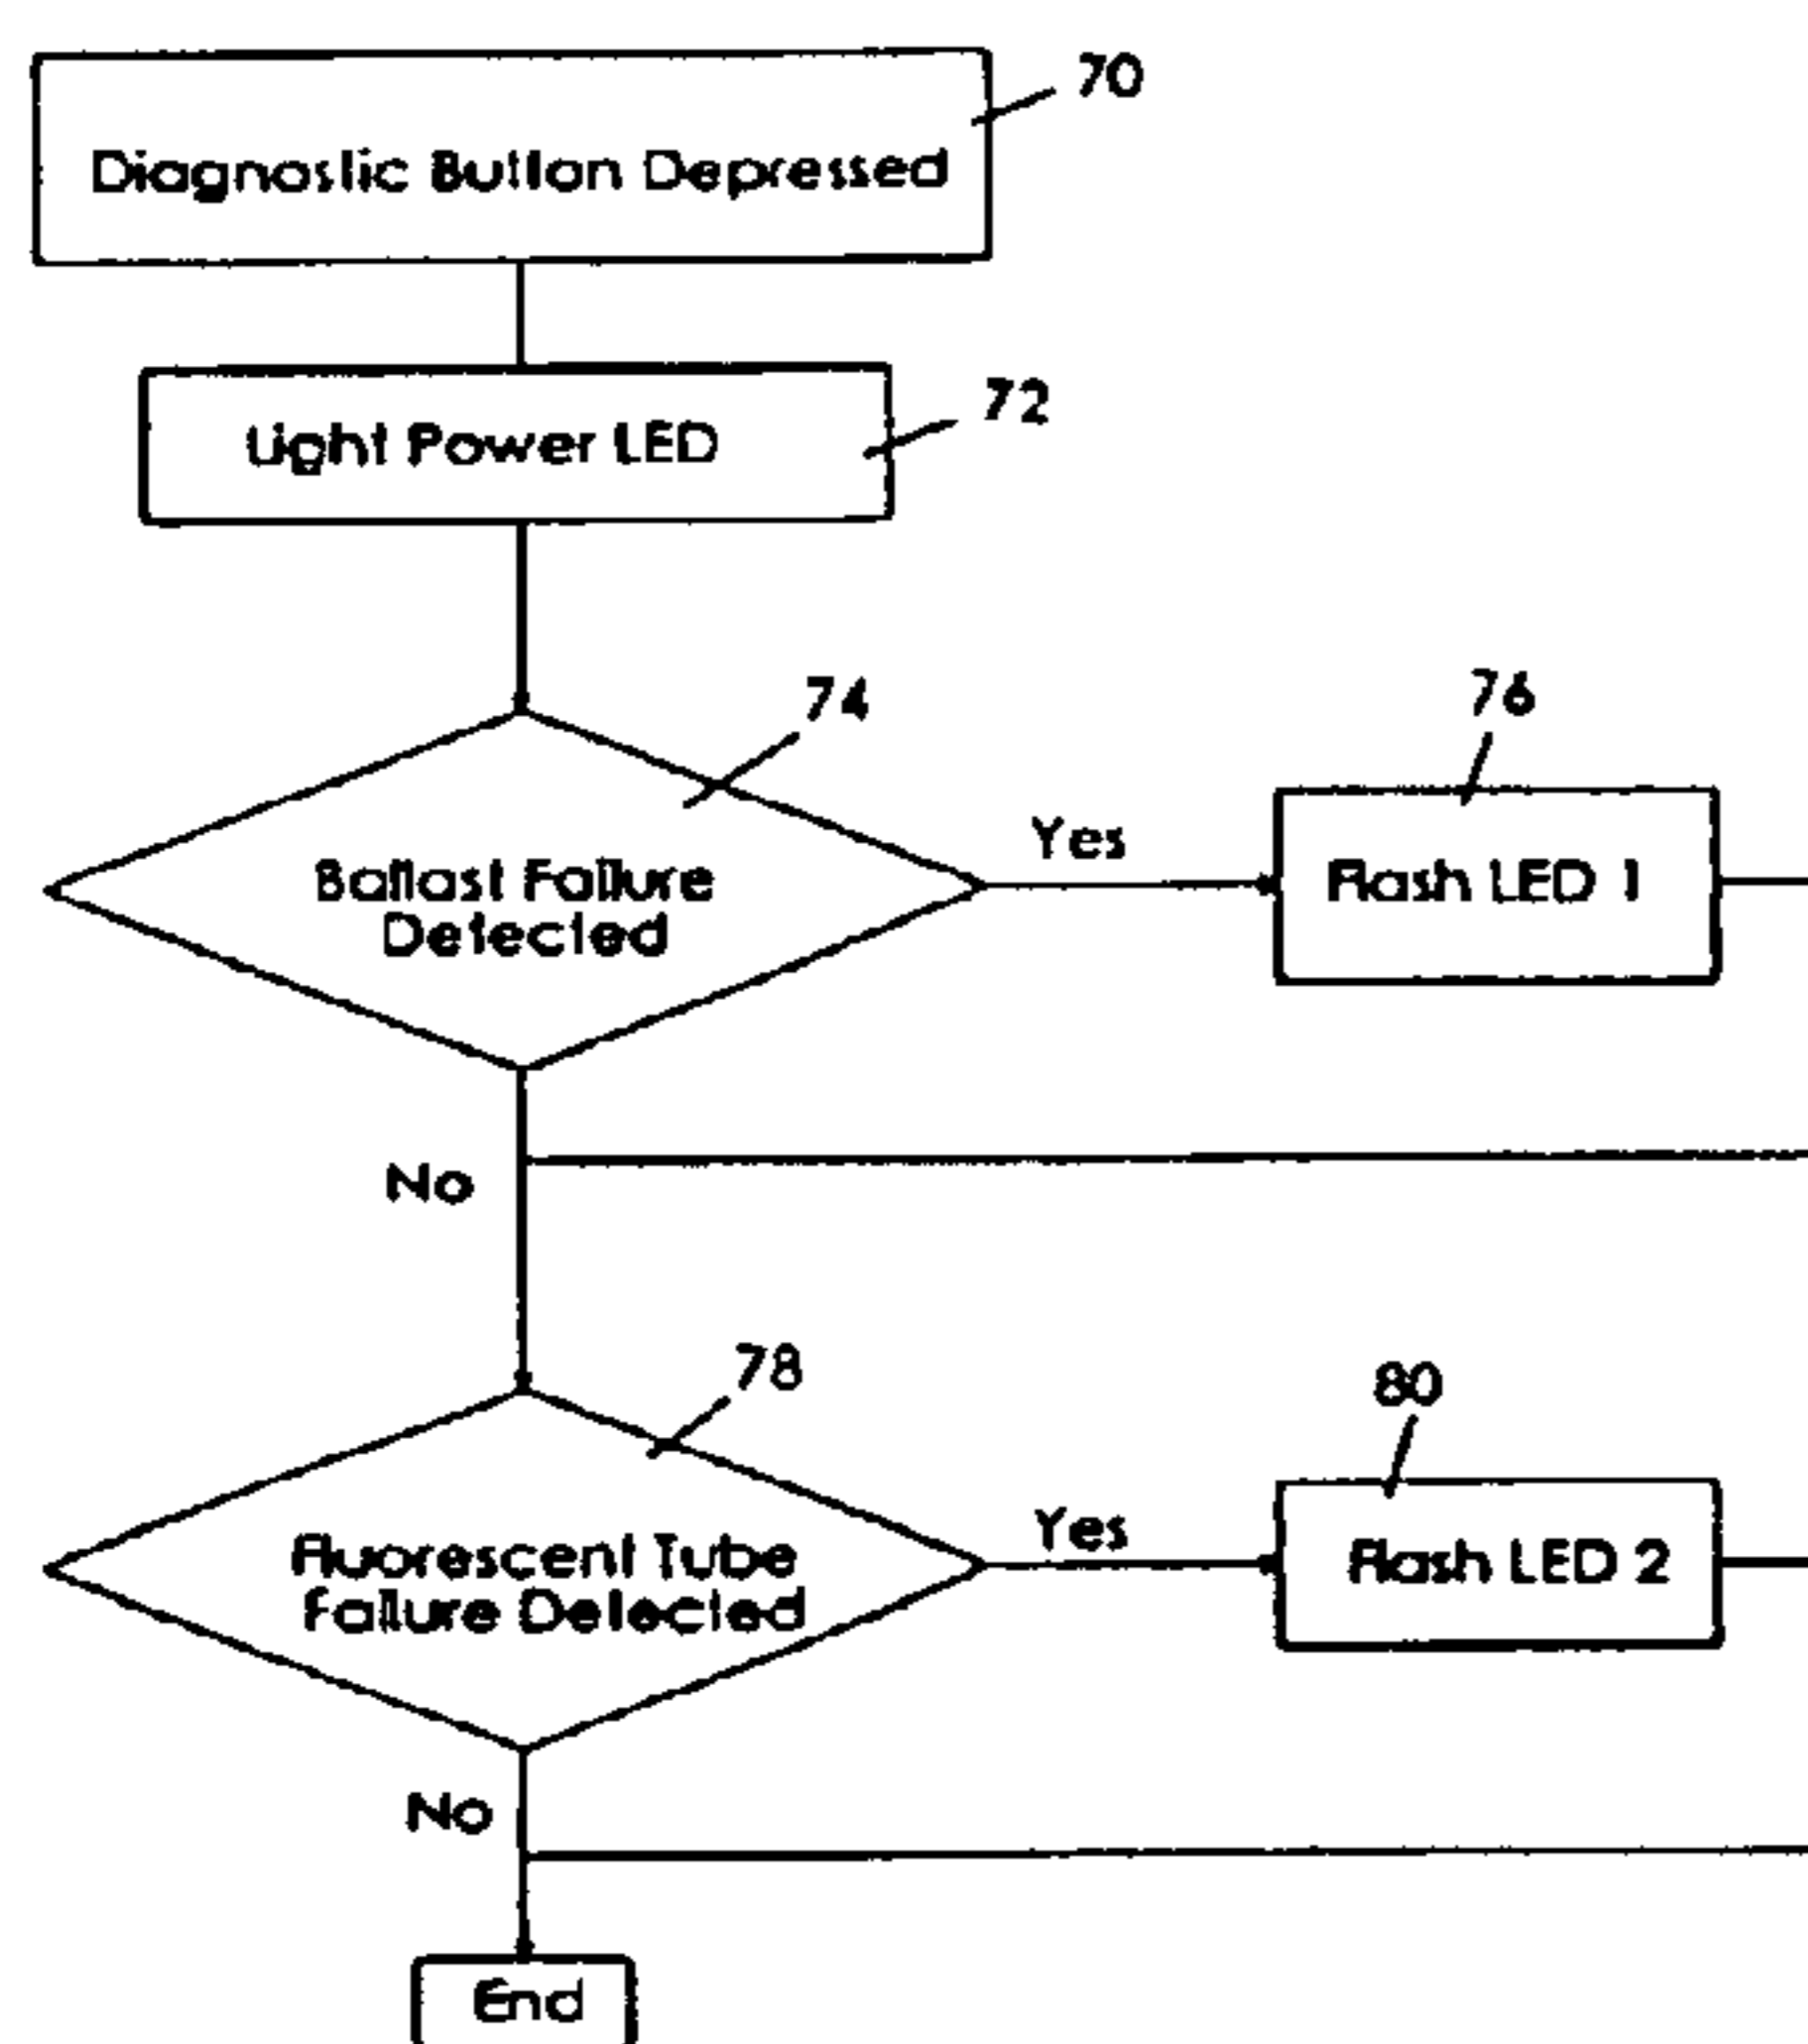 70
Diagnostic Button Depressed
72
Light Power LED
74
76
Yes
Ballast Failure
Detected
Flash LED 1
No
78
80
Yes
Fluorescent Tube
Failure Detected
Flash LED 2
No
End